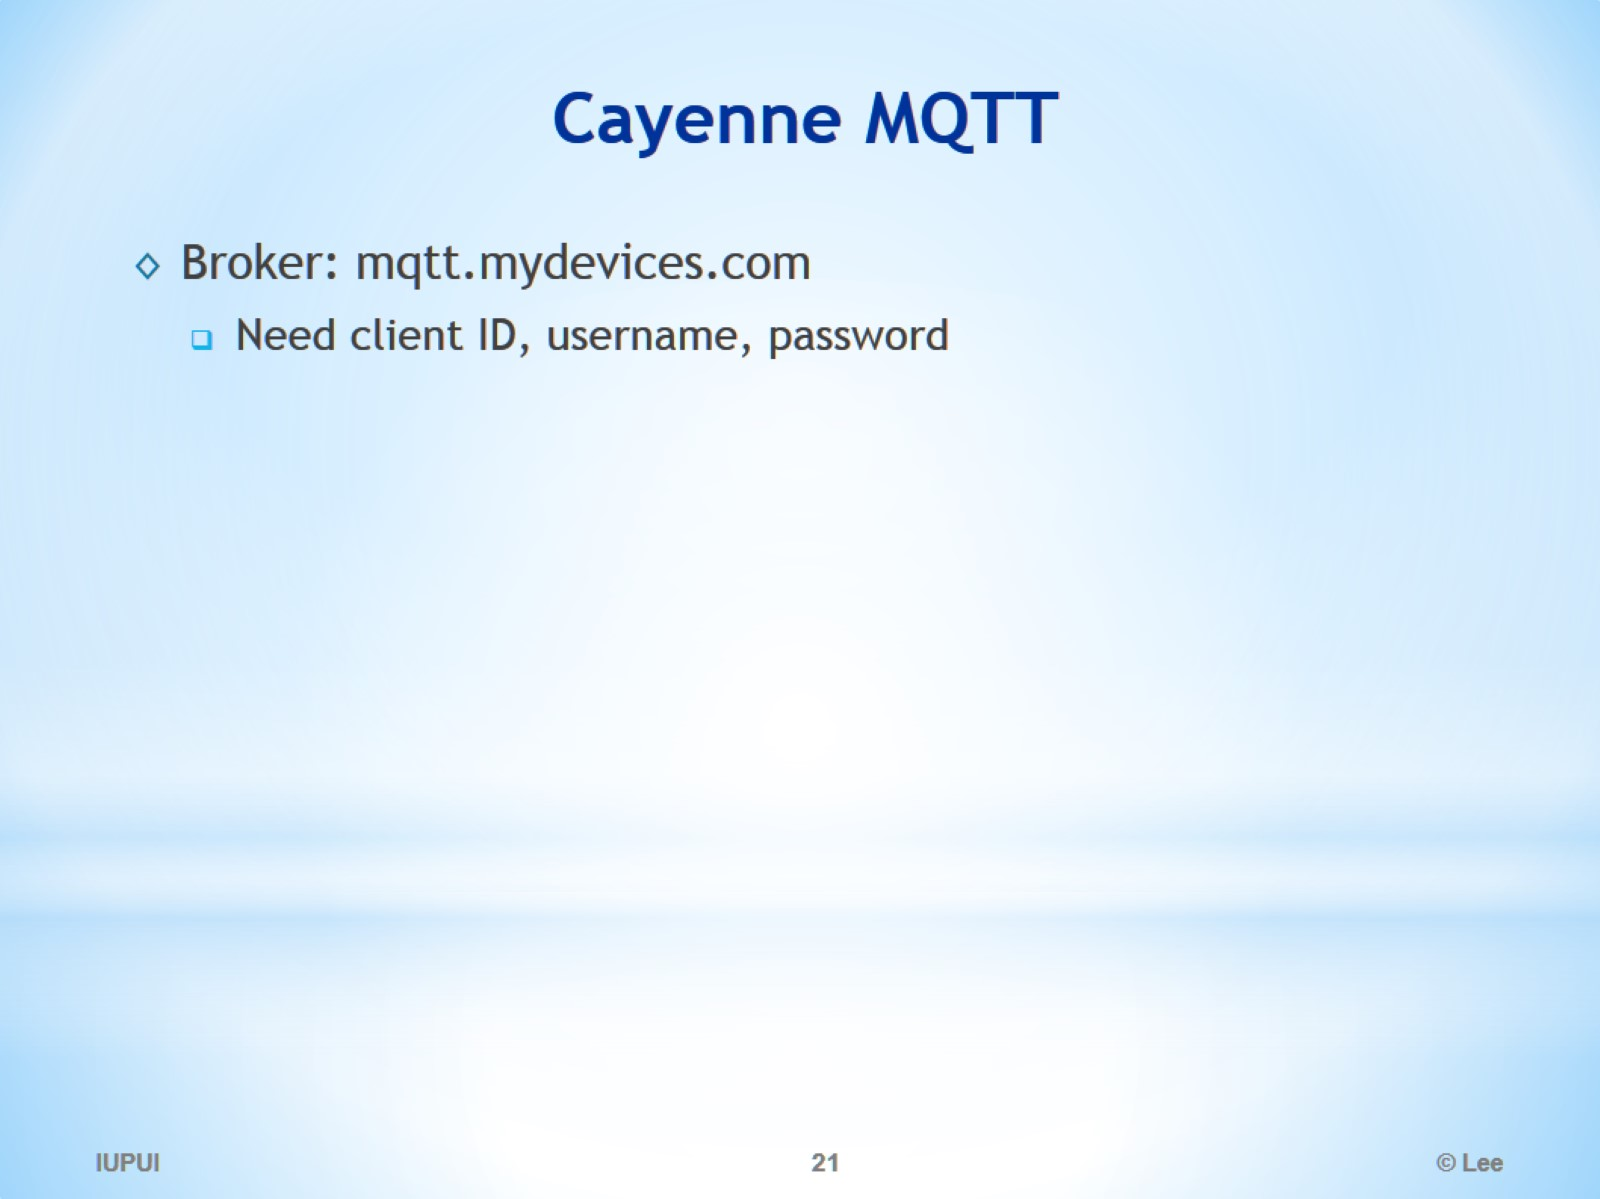 Cayenne MQTT
Broker: mqtt.mydevices.com
Need client ID, username, password
IUPUI
21
© Lee